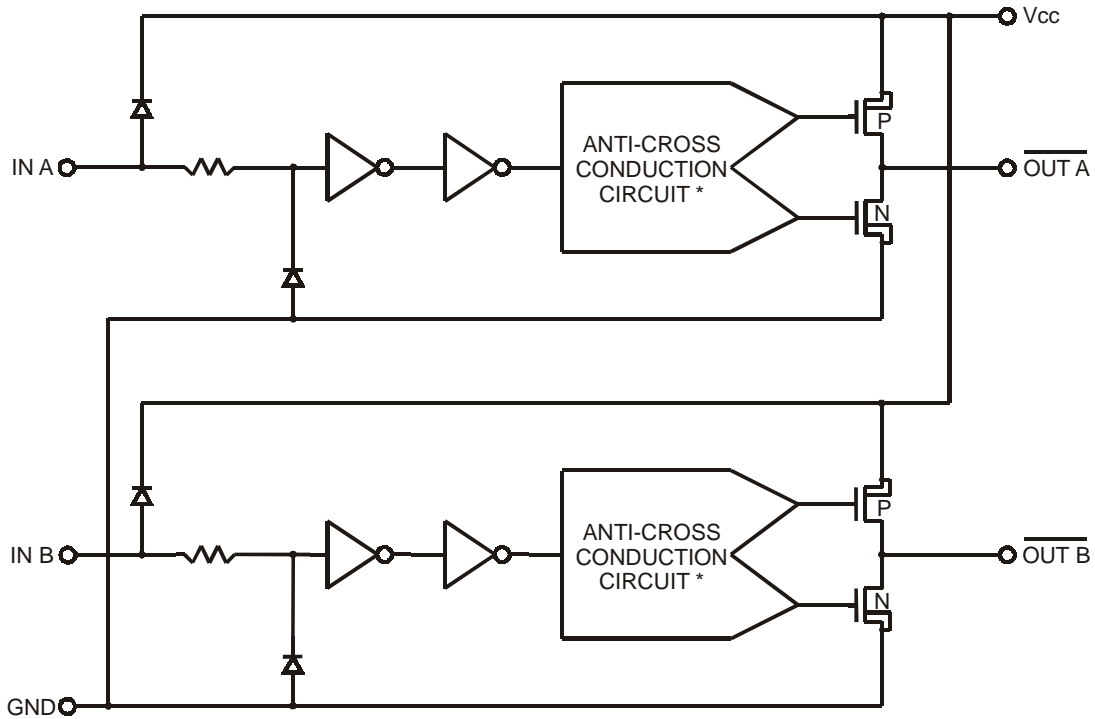 Vcc
P
ANTI-CROSS
CONDUCTION
CIRCUIT *
IN A
OUT A
N
P
ANTI-CROSS
CONDUCTION
CIRCUIT *
IN B
OUT B
N
GND